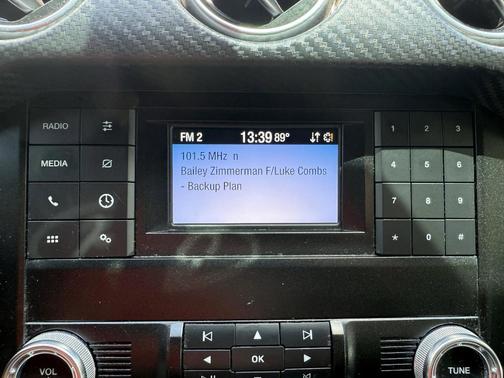 FM 2 13:39 89°
101.5 MHz n
Bailey Zimmerman F/Luke Combs
- Backup Plan
RADIO
MEDIA
1 2 3
4 5 6
7 8 9
* 0 #
OK
VOL
TUNE